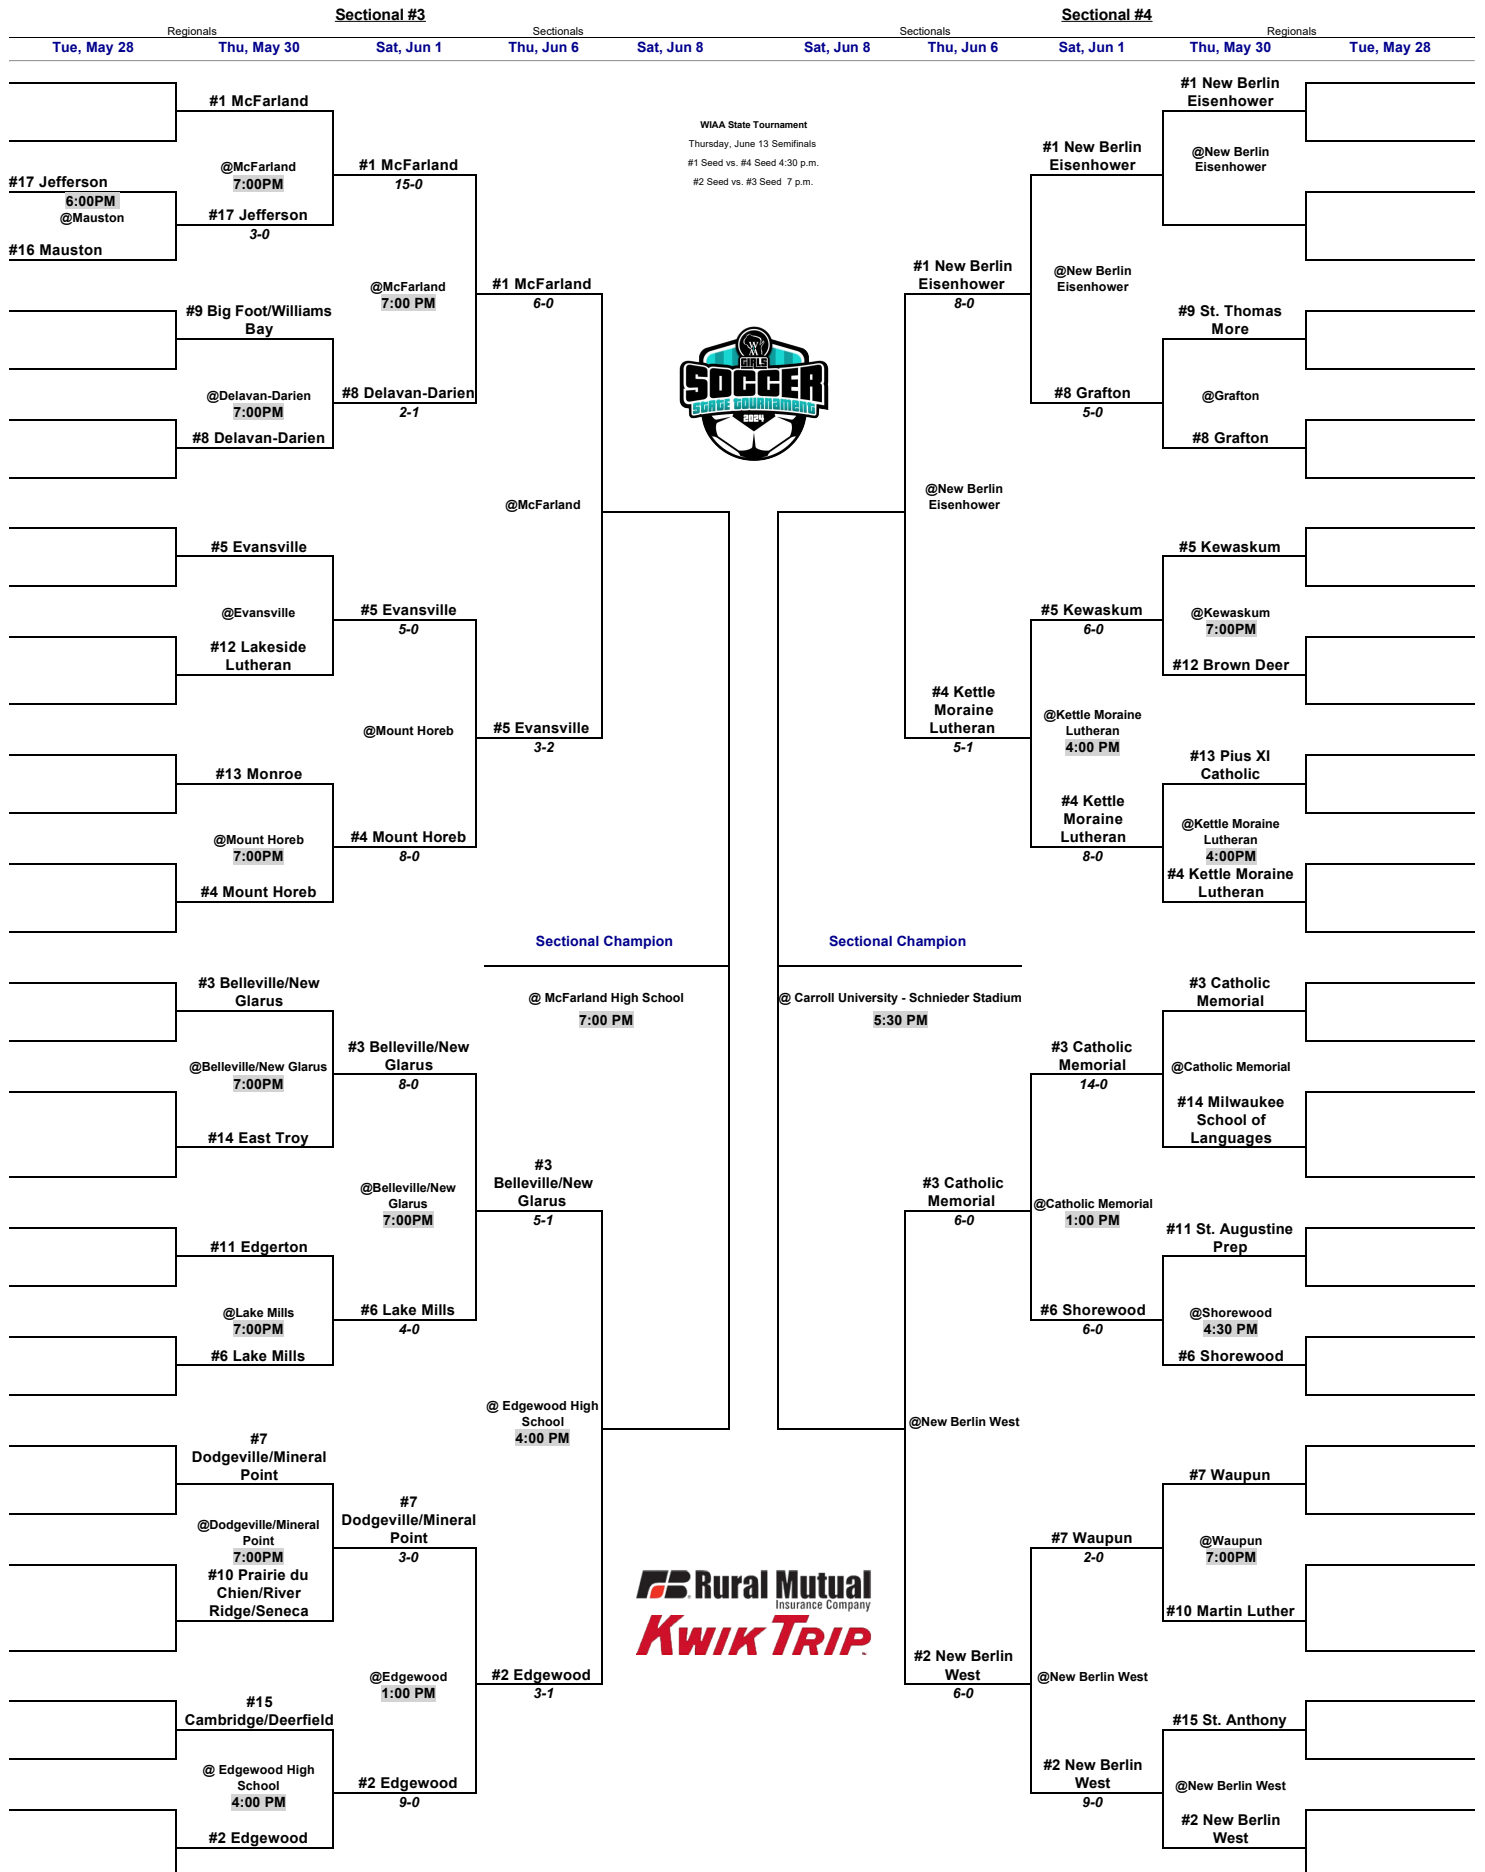 Sectional #3
Sectional #4
Regionals
Sectionals
Sectionals
Regionals
Tue, May 28
Thu, May 30
Sat, Jun 1
Thu, Jun 6
Sat, Jun 8
Sat, Jun 8
Thu, Jun 6
Sat, Jun 1
Thu, May 30
Tue, May 28
#1 McFarland
@McFarland
7:00PM
#17 Jefferson
6:00PM
@Mauston
#16 Mauston
#17 Jefferson
3-0
#1 McFarland
15-0
@McFarland
7:00 PM
#9 Big Foot/Williams
Bay
@Delavan-Darien
7:00PM
#8 Delavan-Darien
#8 Delavan-Darien
2-1
#1 McFarland
6-0
@McFarland
#5 Evansville
@Evansville
#12 Lakeside
Lutheran
#5 Evansville
5-0
@Mount Horeb
#5 Evansville
3-2
#13 Monroe
@Mount Horeb
7:00PM
#4 Mount Horeb
#4 Mount Horeb
8-0
Sectional Champion
@ McFarland High School
7:00 PM
#3 Belleville/New
Glarus
@Belleville/New Glarus
7:00PM
#14 East Troy
#3 Belleville/New
Glarus
8-0
@Belleville/New
Glarus
7:00PM
#3
Belleville/New
Glarus
5-1
#11 Edgerton
@Lake Mills
7:00PM
#6 Lake Mills
#6 Lake Mills
4-0
@ Edgewood High
School
4:00 PM
#7
Dodgeville/Mineral
Point
@Dodgeville/Mineral
Point
7:00PM
#10 Prairie du
Chien/River
Ridge/Seneca
#7
Dodgeville/Mineral
Point
3-0
@Edgewood
1:00 PM
#2 Edgewood
3-1
#15
Cambridge/Deerfield
@ Edgewood High
School
4:00 PM
#2 Edgewood
#2 Edgewood
9-0
WIAA State Tournament
Thursday, June 13 Semifinals
#1 Seed vs. #4 Seed 4:30 p.m.
#2 Seed vs. #3 Seed 7 p.m.
GIRLS
SOCCER
STATE TOURNAMENT
2024
Rural Mutual
Insurance Company
KWIK TRIP
#1 New Berlin
Eisenhower
@New Berlin
Eisenhower
#1 New Berlin
Eisenhower
@New Berlin
Eisenhower
#1 New Berlin
Eisenhower
8-0
#9 St. Thomas
More
@Grafton
#8 Grafton
#8 Grafton
5-0
@New Berlin
Eisenhower
#5 Kewaskum
@Kewaskum
7:00PM
#12 Brown Deer
#5 Kewaskum
6-0
@Kettle Moraine
Lutheran
4:00 PM
#4 Kettle
Moraine
Lutheran
5-1
#13 Pius XI
Catholic
@Kettle Moraine
Lutheran
4:00PM
#4 Kettle Moraine
Lutheran
#4 Kettle
Moraine
Lutheran
8-0
Sectional Champion
@ Carroll University - Schnieder Stadium
5:30 PM
#3 Catholic
Memorial
@Catholic Memorial
#14 Milwaukee
School of
Languages
#3 Catholic
Memorial
14-0
@Catholic Memorial
1:00 PM
#3 Catholic
Memorial
6-0
#11 St. Augustine
Prep
@Shorewood
4:30 PM
#6 Shorewood
#6 Shorewood
6-0
@New Berlin West
#7 Waupun
@Waupun
7:00PM
#10 Martin Luther
#7 Waupun
2-0
@New Berlin West
#2 New Berlin
West
6-0
#15 St. Anthony
@New Berlin West
#2 New Berlin
West
#2 New Berlin
West
9-0